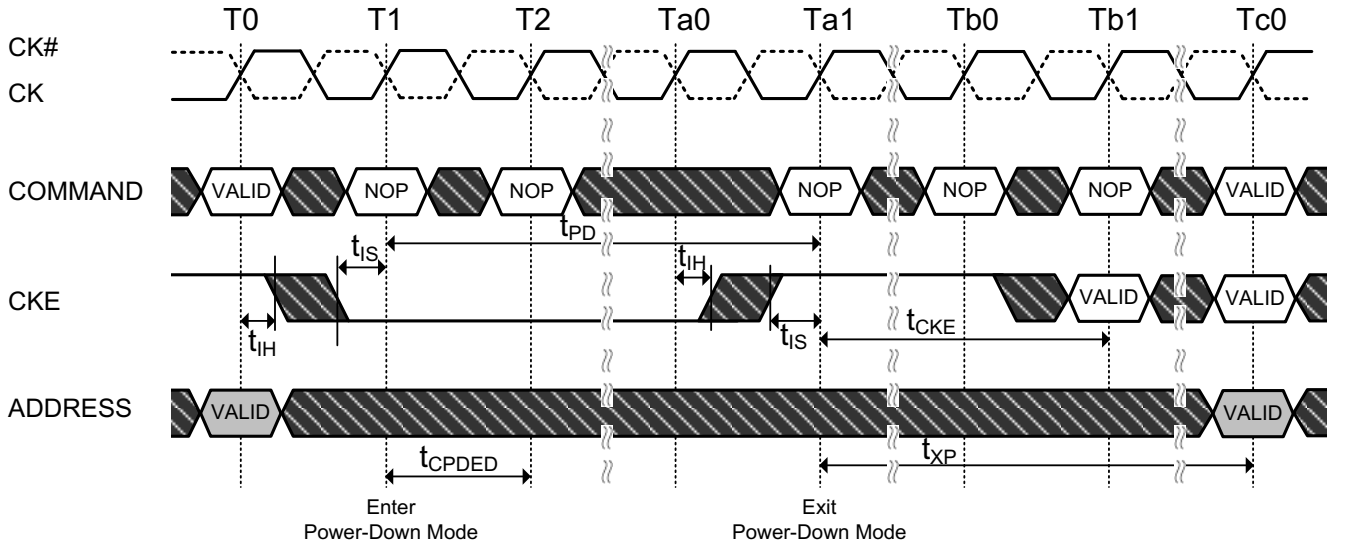 T0 T1 T2 Ta0 Ta1 Tb0 Tb1 Tc0
CK#
CK
COMMAND VALID NOP NOP NOP NOP NOP VALID
tPD
tIS tIH
CKE VALID VALID
tIH tIS tCKE
ADDRESS VALID VALID
tCPDED tXP
Enter
Power-Down Mode
Exit
Power-Down Mode